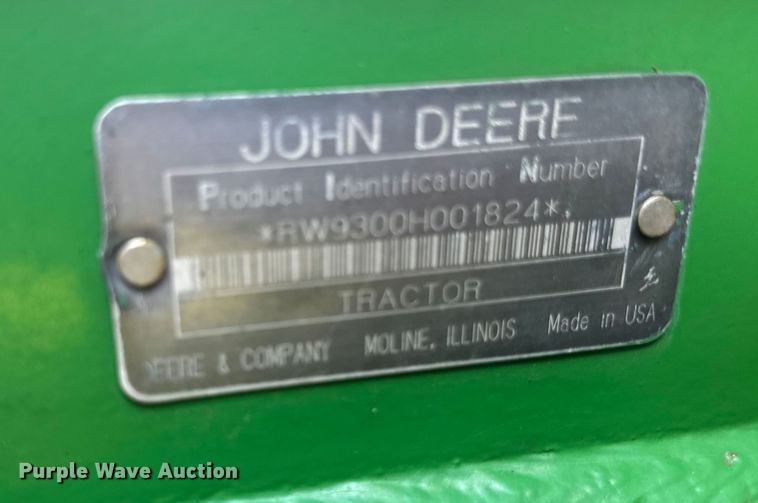 JOHN DEERE
Product Identification Number
*RW9300H001824*
TRACTOR
DEERE & COMPANY MOLINE, ILLINOIS Made in USA
Purple Wave Auction